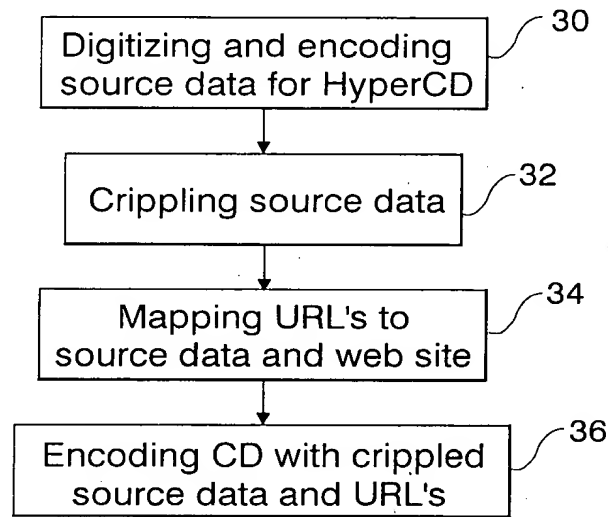 30
Digitizing and encoding
source data for HyperCD
32
Crippling source data
34
Mapping URL's to
source data and web site
36
Encoding CD with crippled
source data and URL's